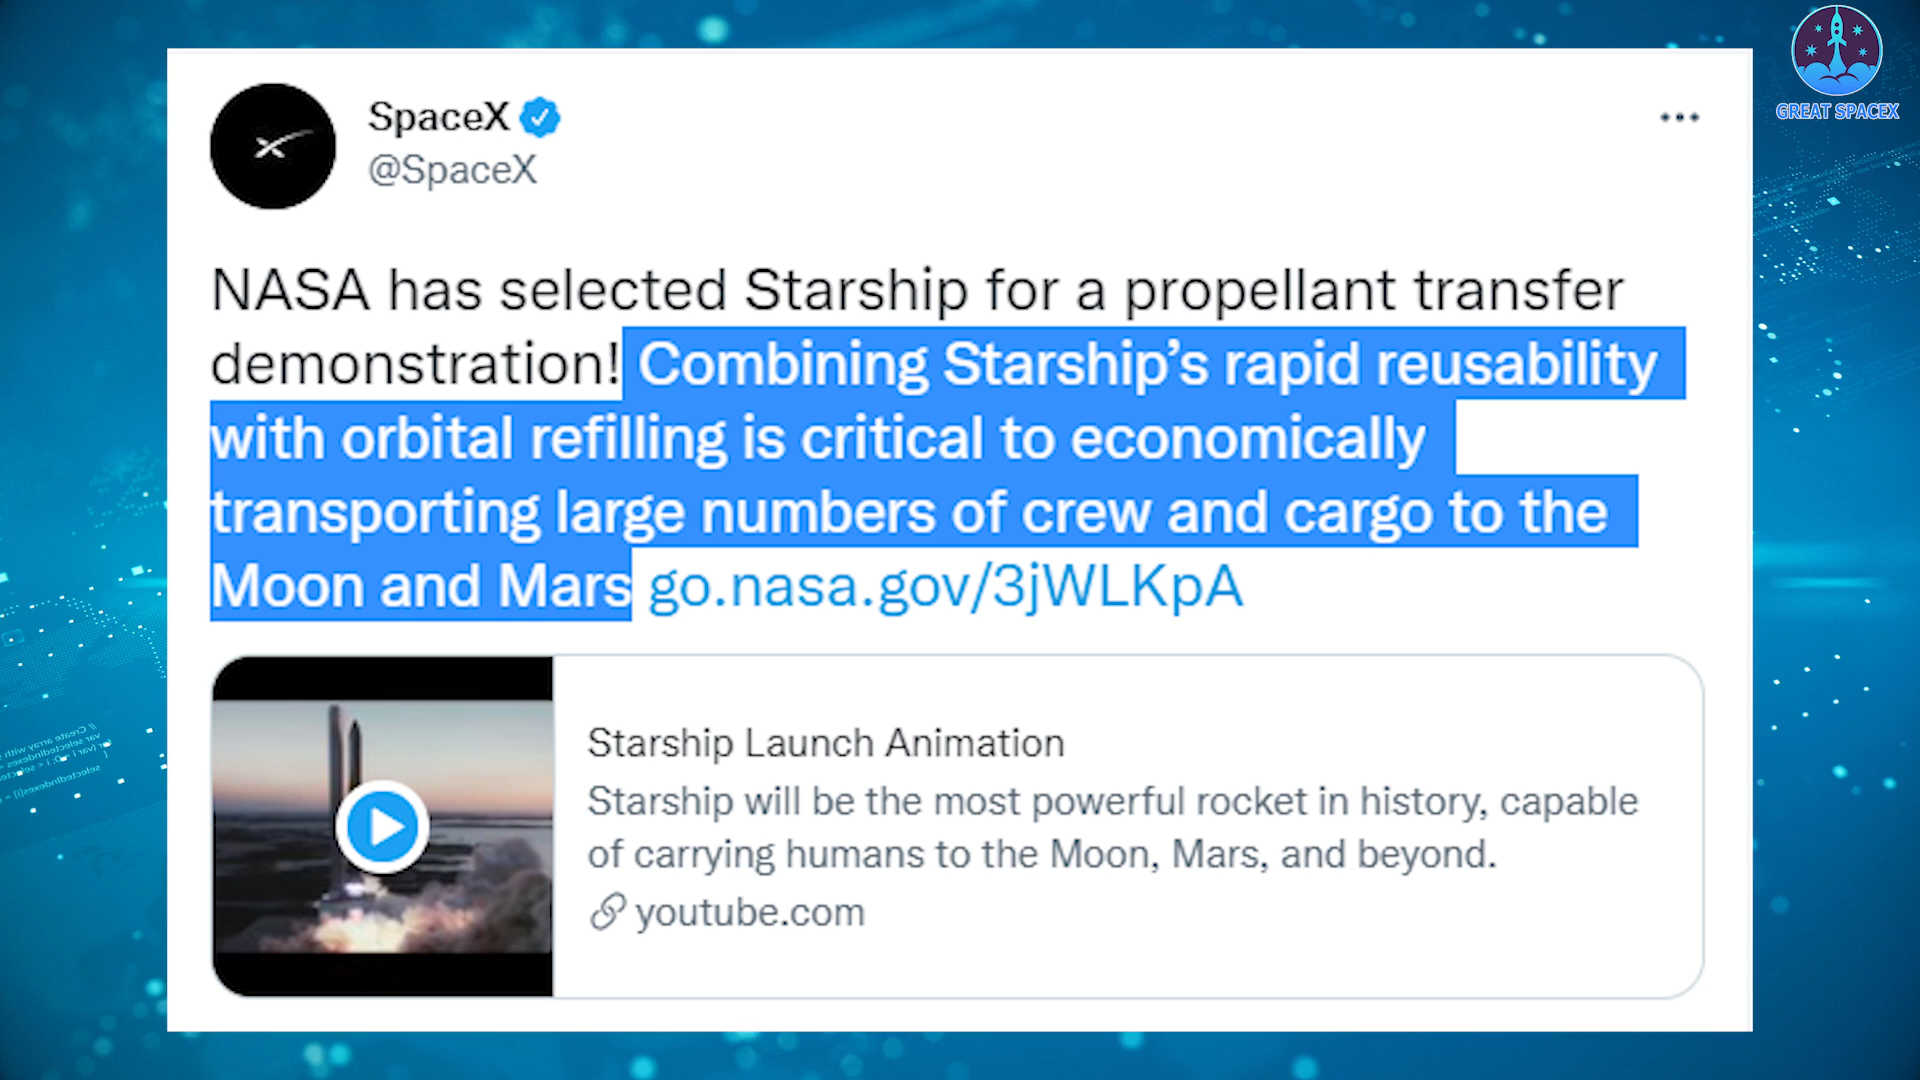 GREAT SPACEX
SpaceX
@SpaceX
NASA has selected Starship for a propellant transfer
demonstration! Combining Starship’s rapid reusability
with orbital refilling is critical to economically
transporting large numbers of crew and cargo to the
Moon and Mars go.nasa.gov/3jWLKpA
Starship Launch Animation
Starship will be the most powerful rocket in history, capable
of carrying humans to the Moon, Mars, and beyond.
youtube.com
// Create array with